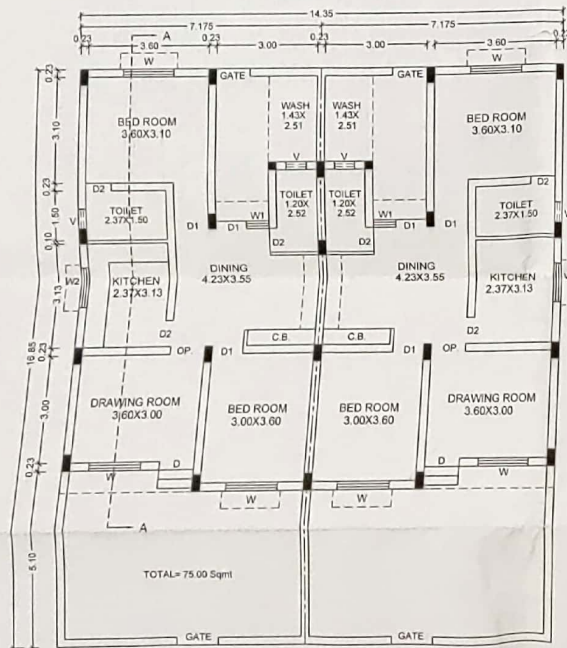 14.35
7.175
7.175
0.23
A
0.23
0.23
0.23
0.23
3.60
3.00
3.00
3.60
W
W
GATE
GATE
0.23
3.10
0.23
1.50
0.10
3.13
0.23
3.00
0.23
16.85
5.10
BED ROOM
3.60X3.10
WASH
1.43X
2.51
WASH
1.43X
2.51
BED ROOM
3.60X3.10
V
V
D2
D2
TOILET
2.37X1.50
TOILET
1.20X
2.52
TOILET
1.20X
2.52
TOILET
2.37X1.50
V
V
D1
D1
W1
W1
D1
D1
D2
D2
DINING
4.23X3.55
DINING
4.23X3.55
W2
KITCHEN
2.37X3.13
KITCHEN
2.37X3.13
D2
D2
C.B.
C.B.
OP.
D1
D1
OP.
DRAWING ROOM
3.60X3.00
BED ROOM
3.00X3.60
BED ROOM
3.00X3.60
DRAWING ROOM
3.60X3.00
D
D
W
W
W
W
A
TOTAL= 75.00 Sqmt
GATE
GATE